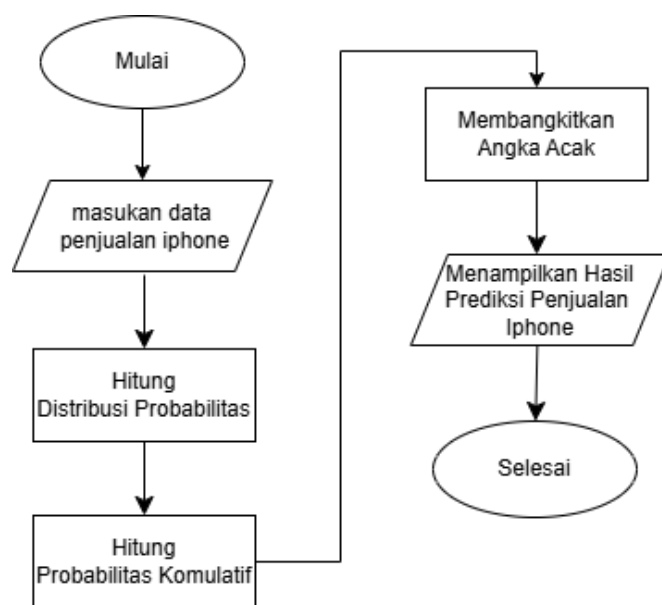 Mulai
masukan data
penjualan iphone
Hitung
Distribusi Probabilitas
Hitung
Probabilitas Komulatif
Membangkitkan
Angka Acak
Menampilkan Hasil
Prediksi Penjualan
Iphone
Selesai